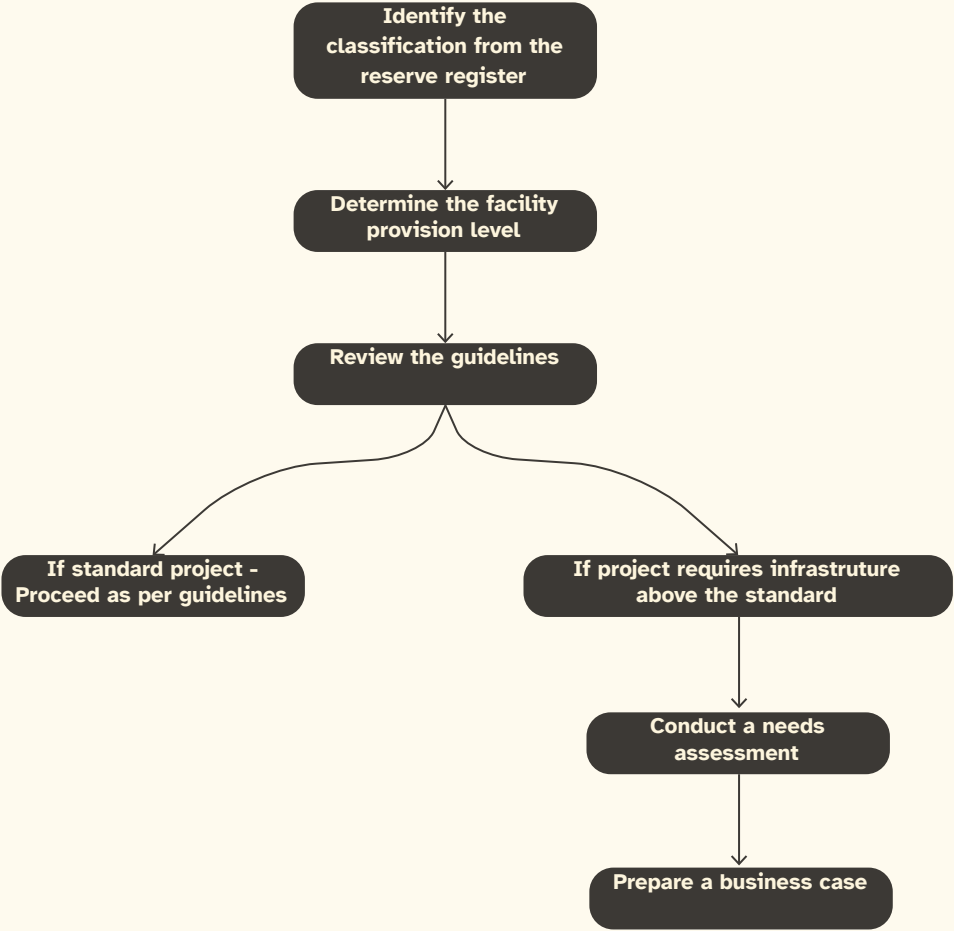 Identify the
classification from the
reserve register
Determine the facility
provision level
Review the guidelines
If standard project -
Proceed as per guidelines
If project requires infrastruture
above the standard
Conduct a needs
assessment
Prepare a business case